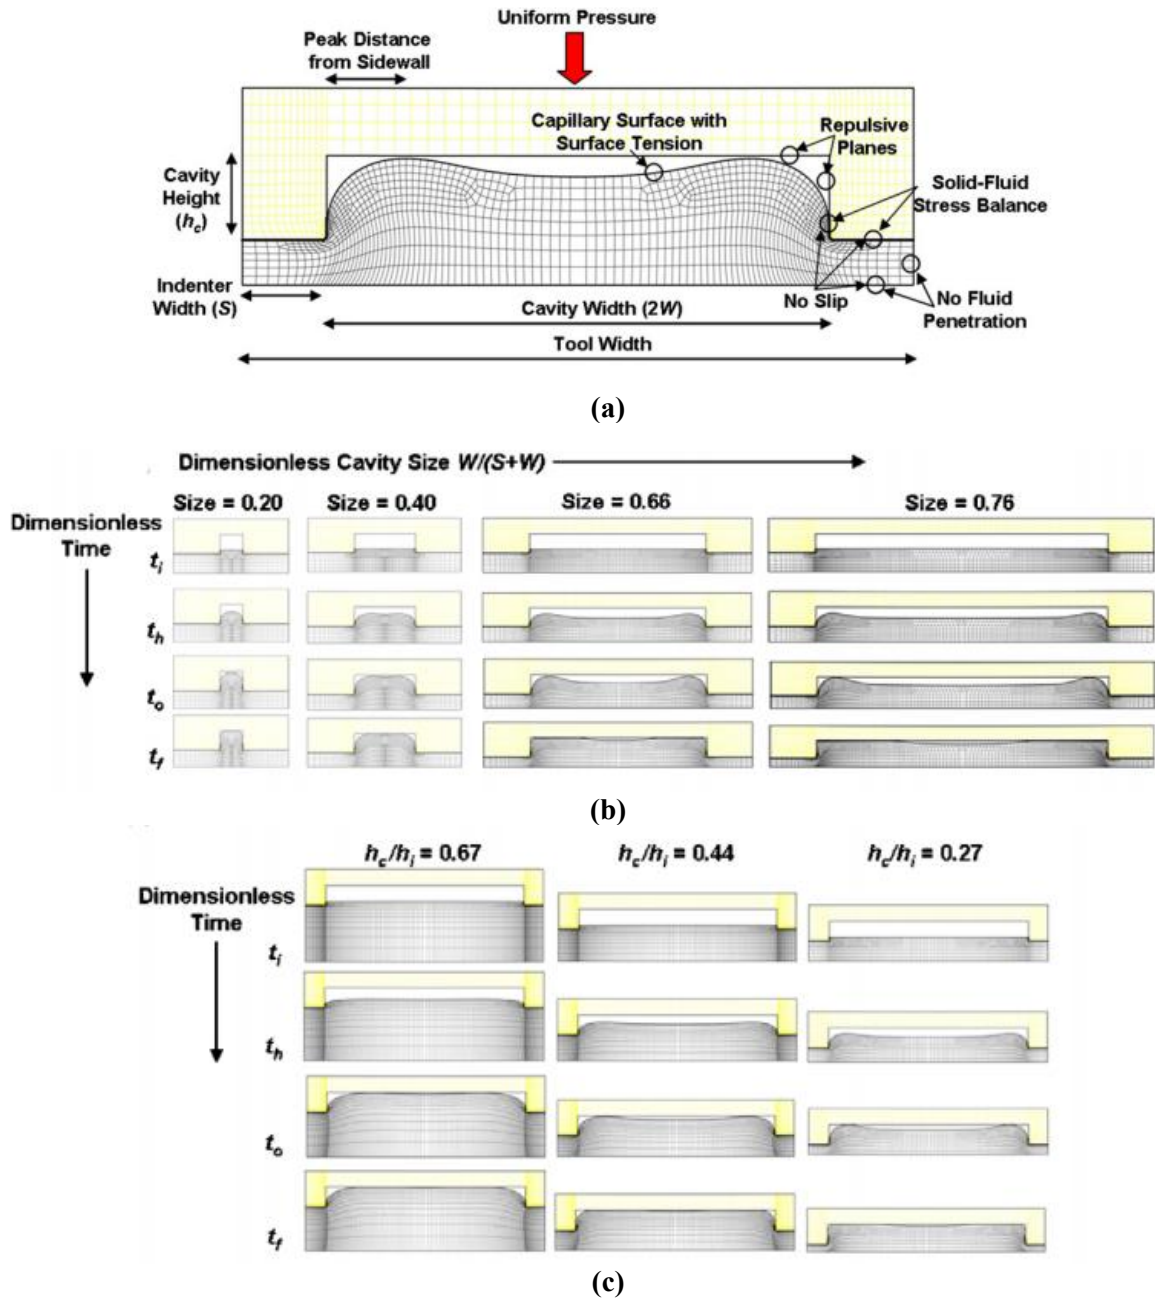 Uniform Pressure
Peak Distance
from Sidewall
Capillary Surface with
Surface Tension
Repulsive
Planes
Cavity
Height
(hc)
Solid-Fluid
Stress Balance
Indenter
Width (S)
No Slip
No Fluid
Penetration
Cavity Width (2W)
Tool Width
(a)
Dimensionless Cavity Size W/(S+W)
Size = 0.20 Size = 0.40 Size = 0.66 Size = 0.76
Dimensionless
Time
ti
th
to
tf
(b)
hc/hi = 0.67 hc/hi = 0.44 hc/hi = 0.27
Dimensionless
Time
ti
th
to
tf
(c)